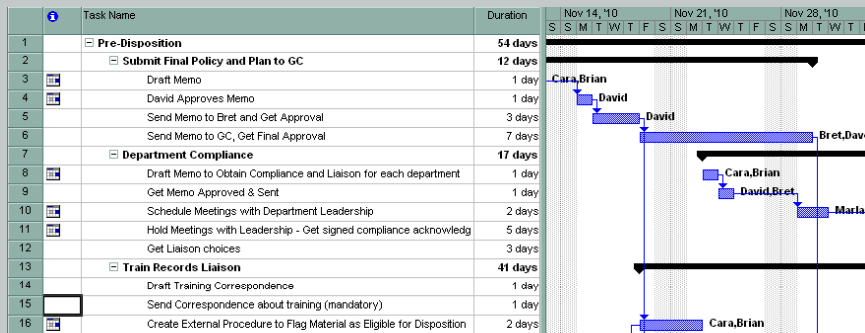 Task Name Duration Nov 14, '10 Nov 21, '10 Nov 28, '10
S S M T W T F S S M T W T F S S M T W T
1 Pre-Disposition 54 days
2 Submit Final Policy and Plan to GC 12 days
3 Draft Memo 1 day Cara,Brian
4 David Approves Memo 1 day David
5 Send Memo to Bret and Get Approval 3 days David
6 Send Memo to GC, Get Final Approval 7 days Bret,Dav
7 Department Compliance 17 days
8 Draft Memo to Obtain Compliance and Liaison for each department 1 day Cara,Brian
9 Get Memo Approved & Sent 1 day David,Bret
10 Schedule Meetings with Department Leadership 2 days Marla
11 Hold Meetings with Leadership - Get signed compliance acknowledg 5 days
12 Get Liaison choices 3 days
13 Train Records Liaison 41 days
14 Draft Training Correspondence 1 day
15 Send Correspondence about training (mandatory) 1 day
16 Create External Procedure to Flag Material as Eligible for Disposition 2 days Cara,Brian